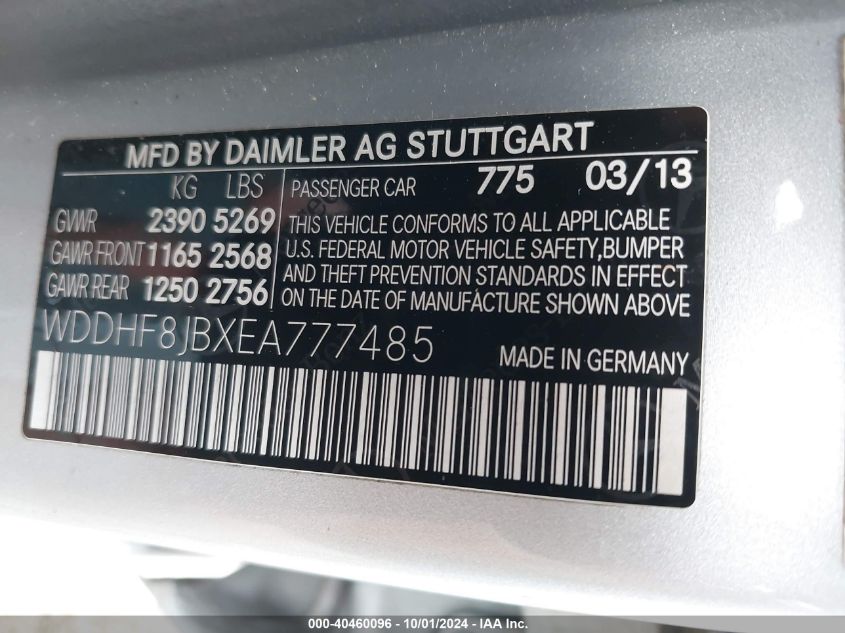 MFD BY DAIMLER AG STUTTGART
KG LBS
GVWR 2390 5269
GAWR FRONT 1165 2568
GAWR REAR 1250 2756
PASSENGER CAR 775 03/13
THIS VEHICLE CONFORMS TO ALL APPLICABLE
U.S. FEDERAL MOTOR VEHICLE SAFETY,BUMPER
AND THEFT PREVENTION STANDARDS IN EFFECT
ON THE DATE OF MANUFACTURE SHOWN ABOVE
WDDHF8JBXEA777485
MADE IN GERMANY
000-40460096 - 10/01/2024 - IAA Inc.